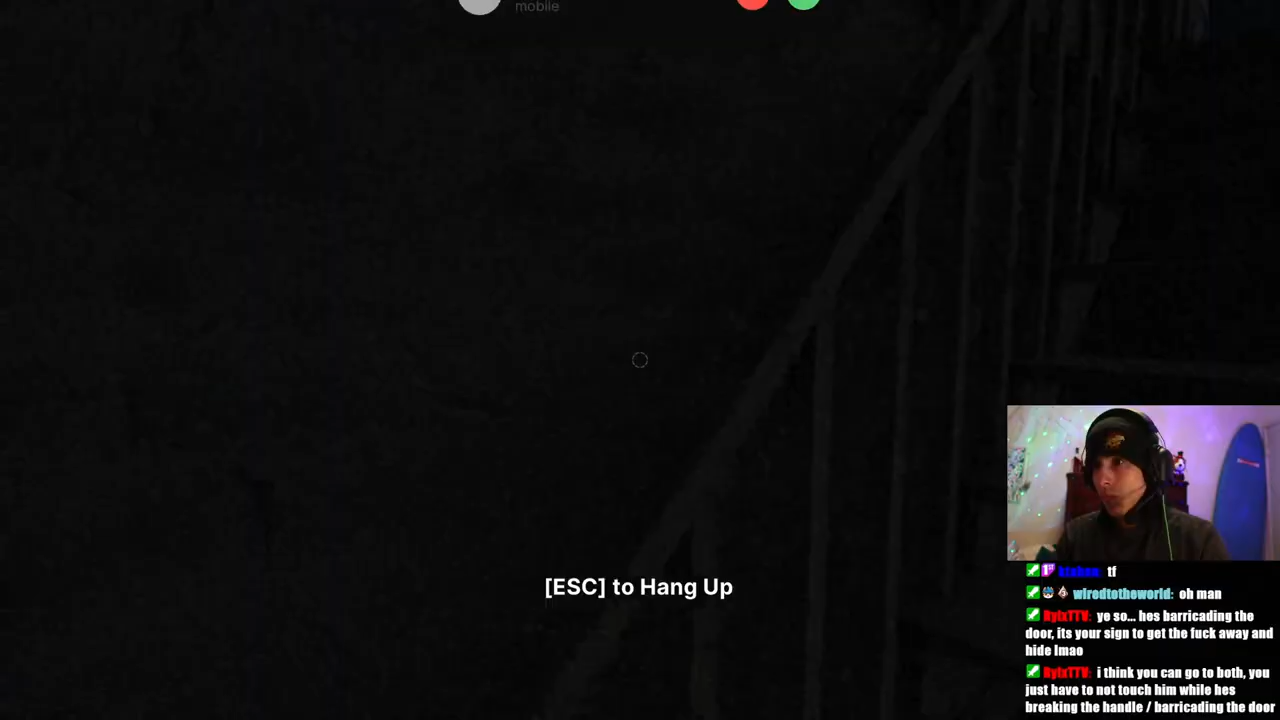 mobile
[ESC] to Hang Up
tf
wiredtotheworld: oh man
RylxTTV: ye so... hes barricading the
door, its your sign to get the fuck away and
hide lmao
RylxTTV: i think you can go to both, you
just have to not touch him while hes
breaking the handle / barricading the door